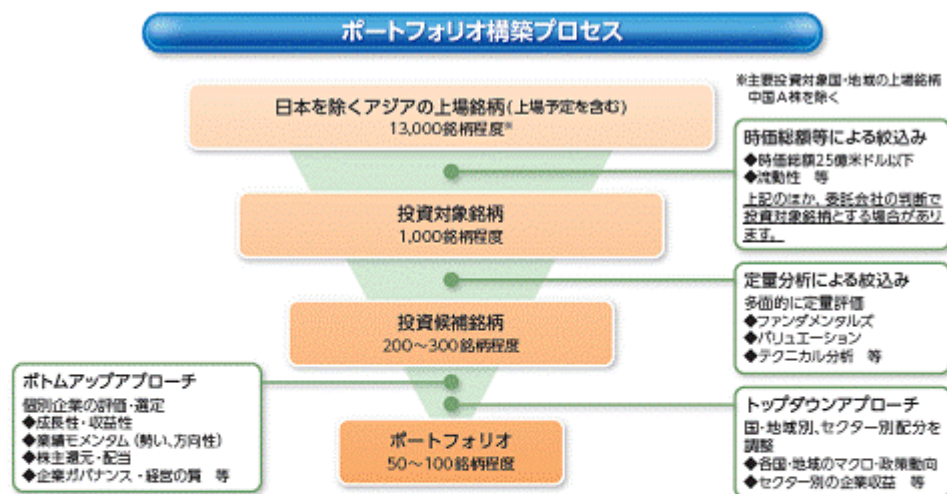 ポートフォリオ構築プロセス
※主要投資対象国・地域の上場銘柄
中国A株を除く
日本を除くアジアの上場銘柄(上場予定を含む)
13,000銘柄程度※
時価総額等による絞込み
◆時価総額25億米ドル以下
◆流動性 等
上記のほか、委託会社の判断で
投資対象銘柄とする場合があり
ます。
投資対象銘柄
1,000銘柄程度
定量分析による絞込み
多面的に定量評価
◆ファンダメンタルズ
◆バリュエーション
◆テクニカル分析 等
投資候補銘柄
200～300銘柄程度
ボトムアップアプローチ
個別企業の評価・選定
◆成長性・収益性
◆業績モメンタム(勢い、方向性)
◆株主還元・配当
◆企業ガバナンス・経営の質 等
トップダウンアプローチ
国・地域別、セクター別配分を
調整
◆各国・地域のマクロ・政策動向
◆セクター別の企業収益 等
ポートフォリオ
50～100銘柄程度